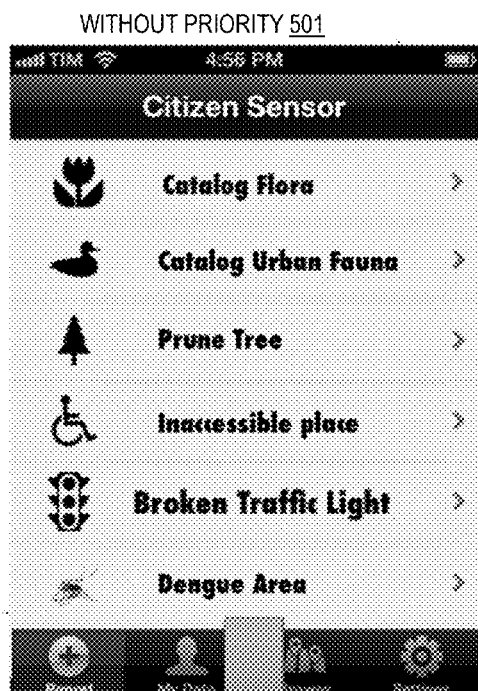 WITHOUT PRIORITY 501
TIM 4:56 PM
Citizen Sensor
Catalog Flora
Catalog Urban Fauna
Prune Tree
Inaccessible place
Broken Traffic Light
Dengue Area